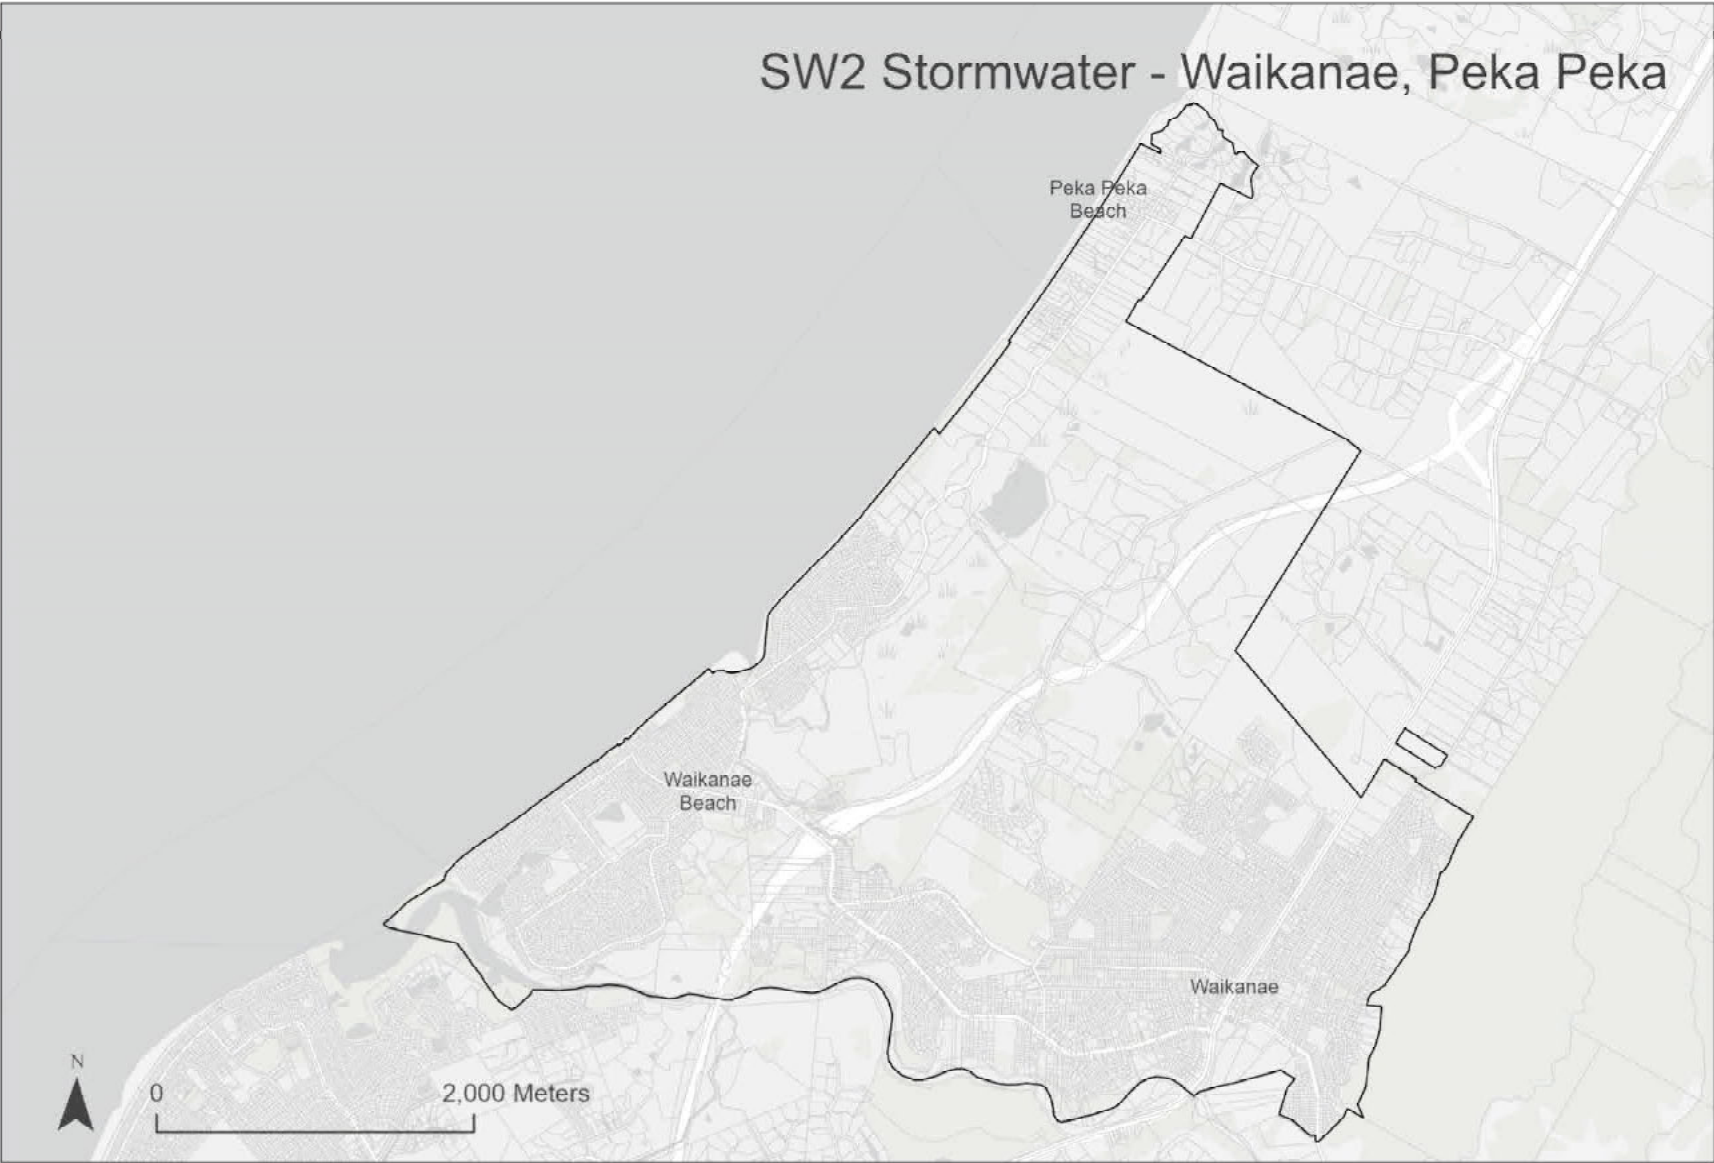 SW2 Stormwater - Waikanae, Peka Peka
Peka Peka
Beach
Waikanae
Beach
Waikanae
N
0
2,000 Meters